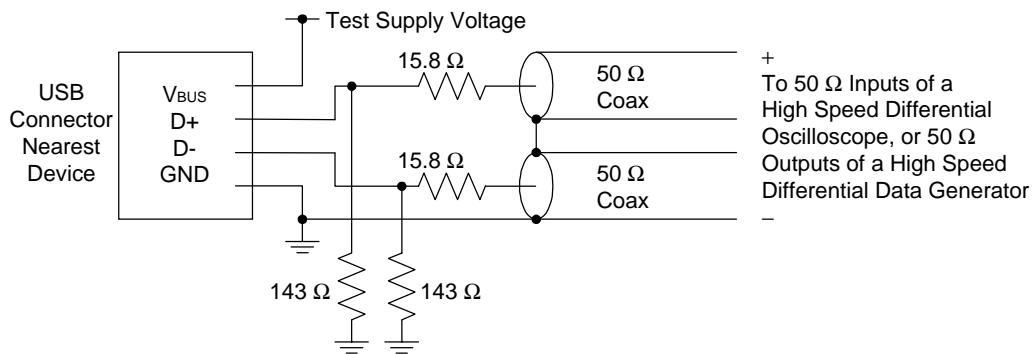 Test Supply Voltage
USB
Connector
Nearest
Device
VBUS
D+
D-
GND
15.8 Ω
50 Ω
Coax
15.8 Ω
50 Ω
Coax
+
To 50 Ω Inputs of a
High Speed Differential
Oscilloscope, or 50 Ω
Outputs of a High Speed
Differential Data Generator
−
143 Ω
143 Ω